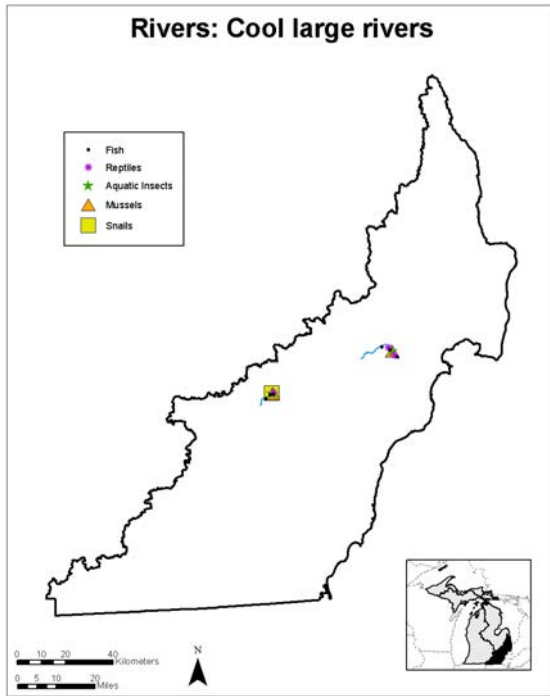 Rivers: Cool large rivers
Fish
Reptiles
Aquatic Insects
Mussels
Snails
N
0 10 20 40
Kilometers
0 5 10 20
Miles